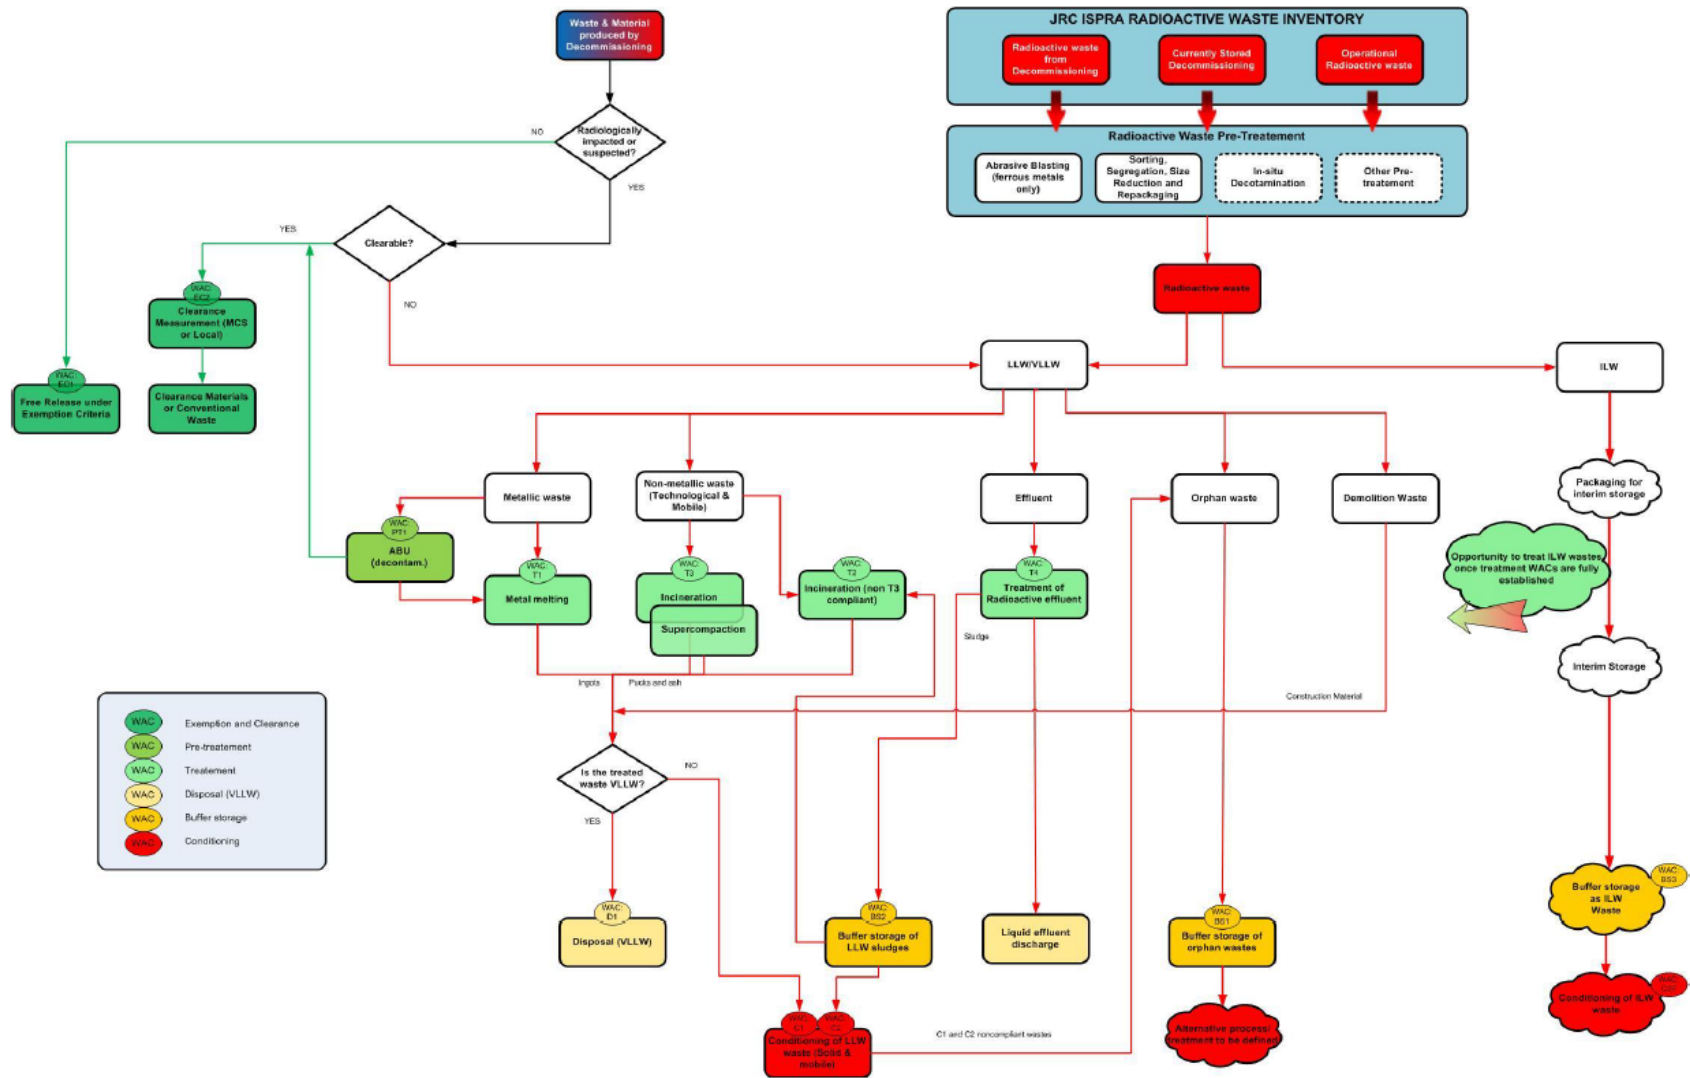 Waste & Material
produced by
Decommissioning
JRC ISPRA RADIOACTIVE WASTE INVENTORY
Radioactive waste
from
Decommissioning
Currently Stored
Decommissioning
Operational
Radioactive waste
Radioactive Waste Pre-Treatement
Abrasive Blasting
(ferrous metals
only)
Sorting,
Segregation, Size
Reduction and
Repackaging
In-situ
Decotamination
Other Pre-
treatement
Radiologically
impacted or
suspected?
NO
YES
Clearable?
YES
NO
WAC:
EC2
Clearance
Measurement (MCS
or Local)
WAC:
EC1
Free Release under
Exemption Criteria
Clearance Materials
or Conventional
Waste
Radioactive waste
LLW/VLLW
ILW
Metallic waste
Non-metallic waste
(Technological &
Mobile)
Effluent
Orphan waste
Demolition Waste
Packaging for
interim storage
WAC:
PT1
ABU
(decontam.)
WAC:
T1
Metal melting
WAC:
T3
Incineration
Supercompaction
WAC:
T2
Incineration (non T3
compliant)
WAC:
T4
Treatment of
Radioactive effluent
Opportunity to treat ILW wastes
once treatment WACs are fully
established
Sludge
Interim Storage
Ingots
Pucks and ash
Construction Material
WAC
Exemption and Clearance
WAC
Pre-treatement
WAC
Treatement
WAC
Disposal (VLLW)
WAC
Buffer storage
WAC
Conditioning
Is the treated
waste VLLW?
NO
YES
WAC:
D1
Disposal (VLLW)
WAC:
BS2
Buffer storage of
LLW sludges
Liquid effluent
discharge
WAC:
BS1
Buffer storage of
orphan wastes
WAC:
BS3
Buffer storage
as ILW
Waste
WAC:
C1
WAC:
C2
Conditioning of LLW
waste (Solid &
mobile)
C1 and C2 noncompliant wastes
Alternative process/
treatment to be defined
WAC:
Conditioning of ILW
waste